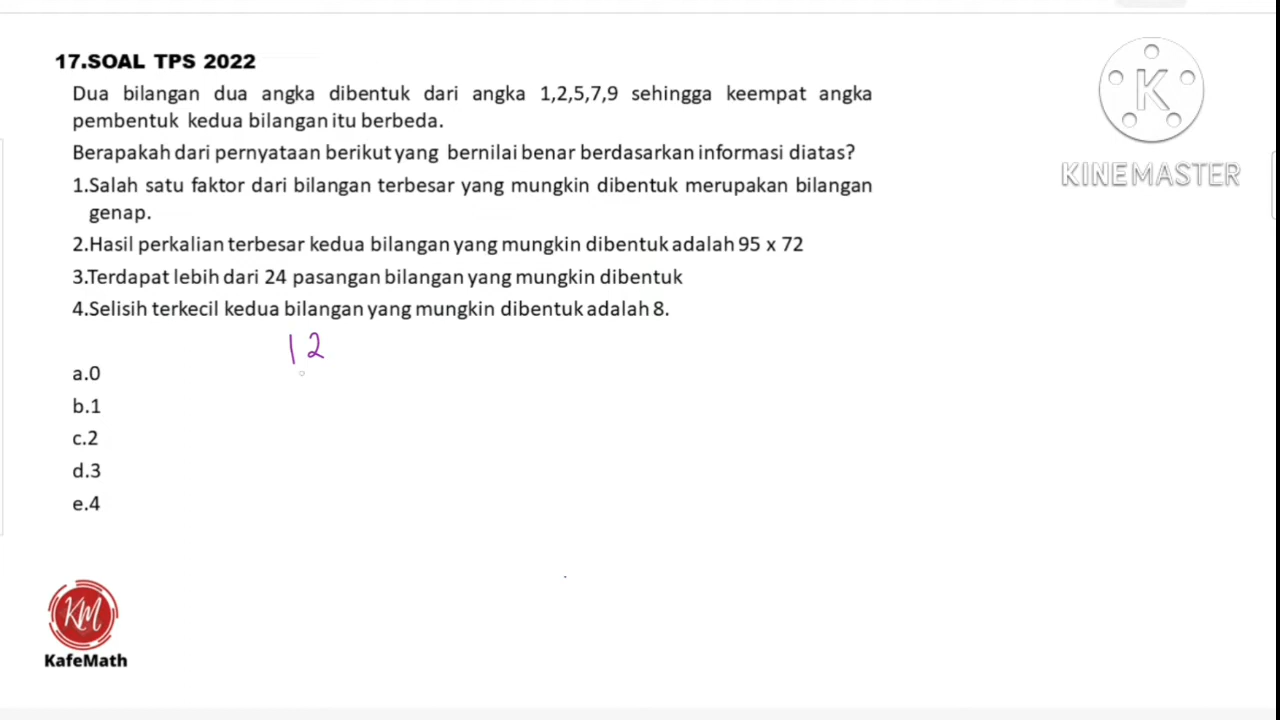 17.SOAL TPS 2022
Dua bilangan dua angka dibentuk dari angka 1,2,5,7,9 sehingga keempat angka
pembentuk kedua bilangan itu berbeda.
Berapakah dari pernyataan berikut yang bernilai benar berdasarkan informasi diatas?
1.Salah satu faktor dari bilangan terbesar yang mungkin dibentuk merupakan bilangan
genap.
2.Hasil perkalian terbesar kedua bilangan yang mungkin dibentuk adalah 95 x 72
3.Terdapat lebih dari 24 pasangan bilangan yang mungkin dibentuk
4.Selisih terkecil kedua bilangan yang mungkin dibentuk adalah 8.
12
a.0
b.1
c.2
d.3
e.4
K
KINEMASTER
KM
KafeMath